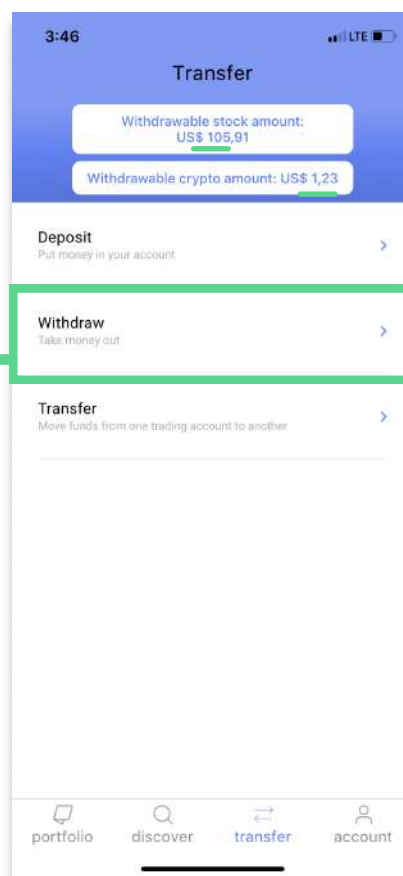 3:46
LTE
Transfer
Withdrawable stock amount:
US$ 105,91
Withdrawable crypto amount: US$ 1,23
Deposit
Put money in your account
Withdraw
Take money out
Transfer
Move funds from one trading account to another.
portfolio discover transfer account